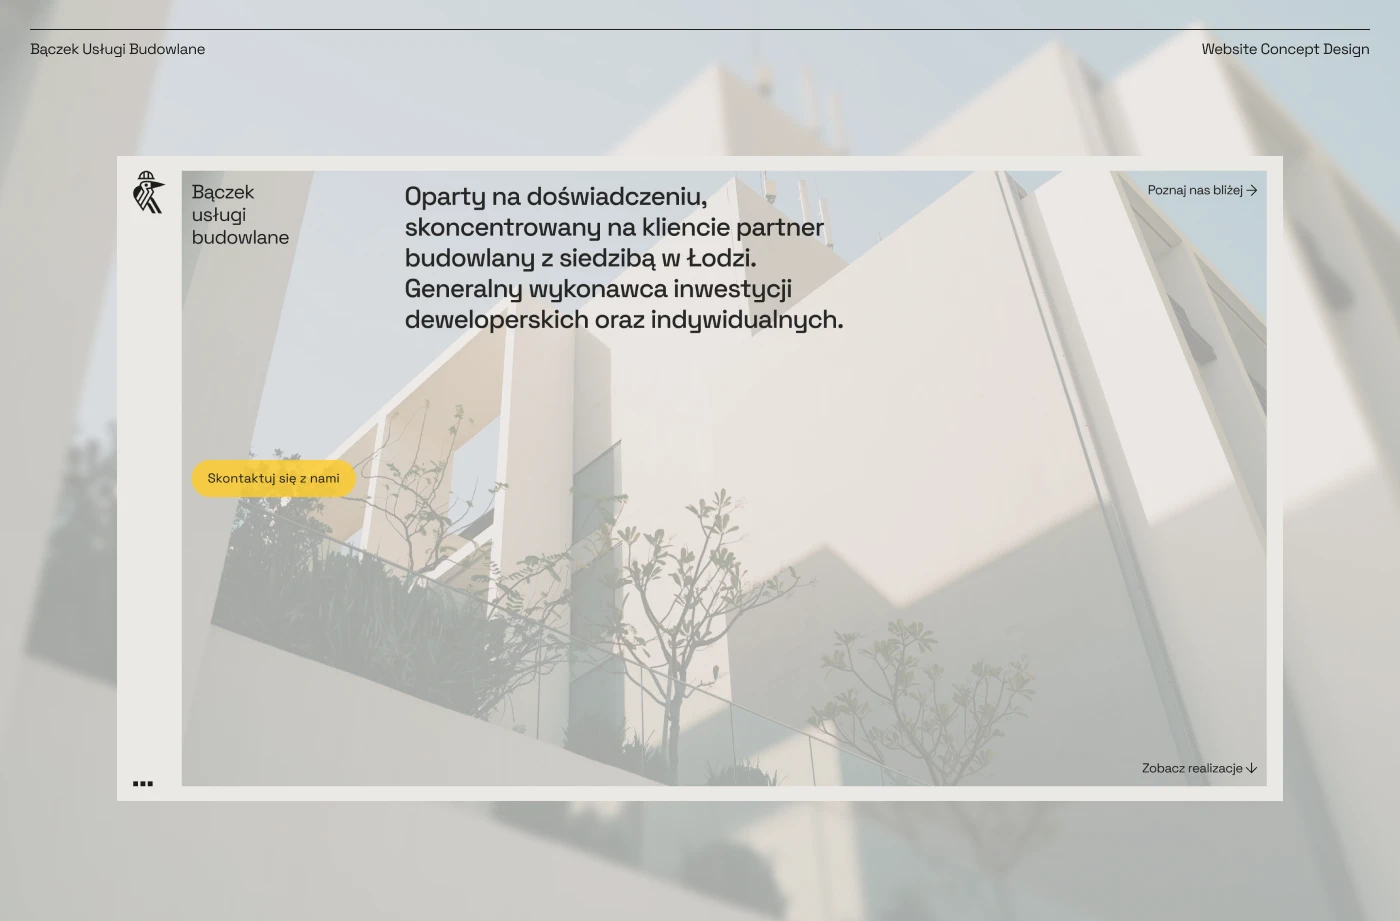 Bączek Usługi Budowlane
Website Concept Design
Bączek
usługi
budowlane
Oparty na doświadczeniu,
skoncentrowany na kliencie partner
budowlany z siedzibą w Łodzi.
Generalny wykonawca inwestycji
deweloperskich oraz indywidualnych.
Poznaj nas bliżej →
Skontaktuj się z nami
Zobacz realizacje ↓